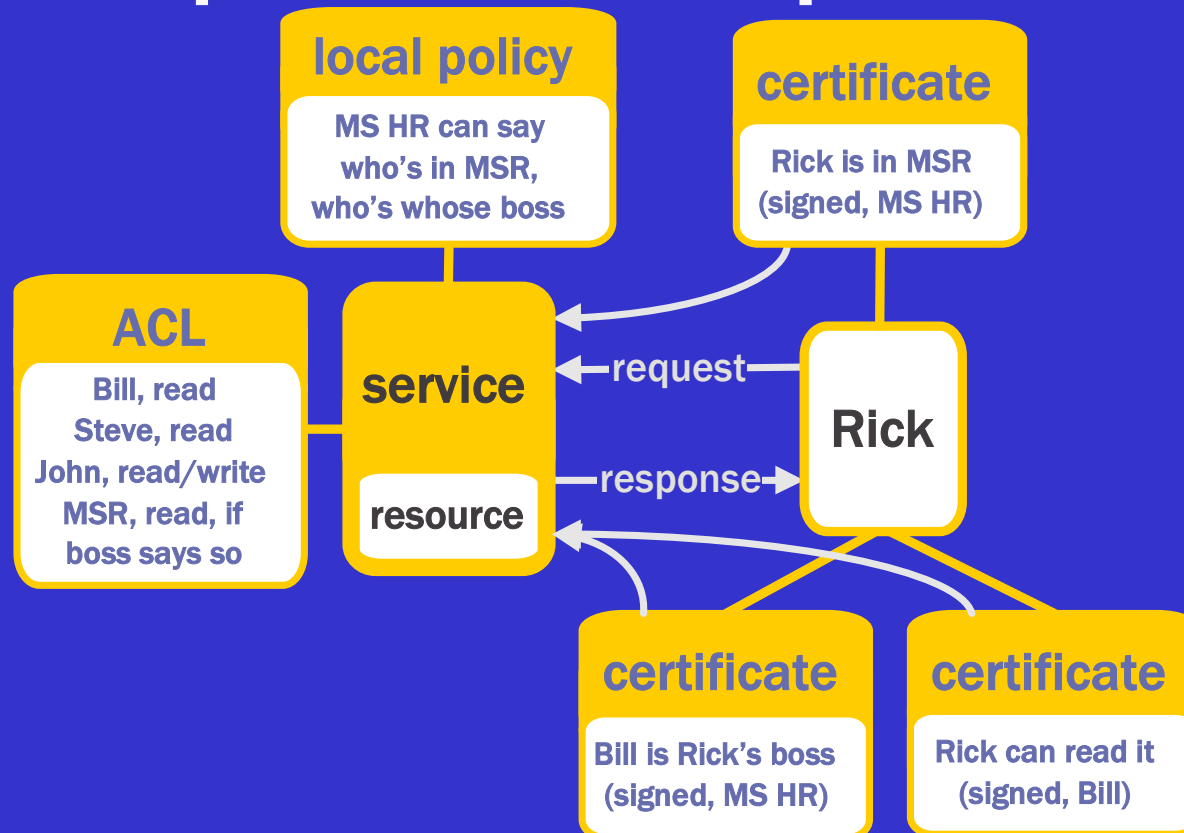 local policy
MS HR can say
who's in MSR,
who's whose boss
certificate
Rick is in MSR
(signed, MS HR)
ACL
Bill, read
Steve, read
John, read/write
MSR, read, if
boss says so
service
resource
request
response
Rick
certificate
Bill is Rick's boss
(signed, MS HR)
certificate
Rick can read it
(signed, Bill)